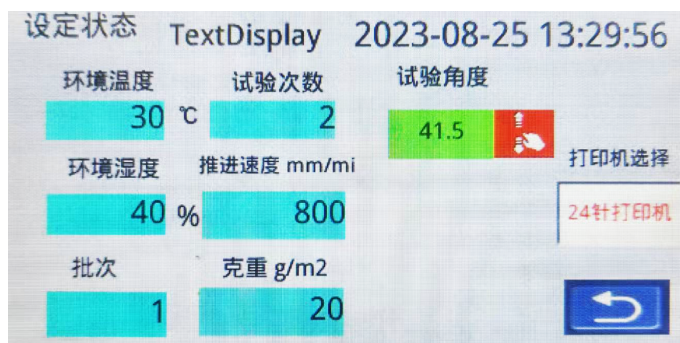 设定状态 TextDisplay 2023-08-25 13:29:56
环境温度 试验次数 试验角度
30 ℃ 2 41.5
环境湿度 推进速度 mm/mi 打印机选择
40 % 800 24针打印机
批次 克重 g/m2
1 20